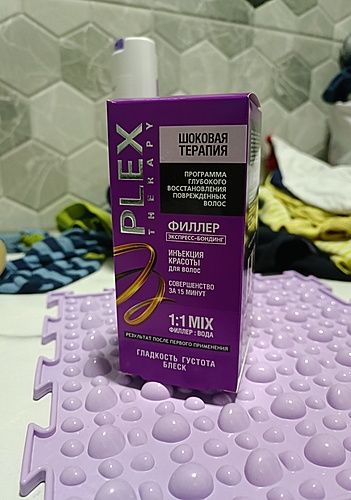 PLEX
THERAPY
ШОКОВАЯ
ТЕРАПИЯ
ПРОГРАММА
ГЛУБОКОГО
ВОССТАНОВЛЕНИЯ
ПОВРЕЖДЕННЫХ
ВОЛОС
ФИЛЛЕР
ЭКСПРЕСС-БОНДИНГ
ИНЬЕКЦИЯ
КРАСОТЫ
ДЛЯ ВОЛОС
СОВЕРШЕНСТВО
ЗА 15 МИНУТ
1:1 MIX
ФИЛЛЕР : ВОДА
РЕЗУЛЬТАТ ПОСЛЕ ПЕРВОГО ПРИМЕНЕНИЯ
ГЛАДКОСТЬ ГУСТОТА
БЛЕСК